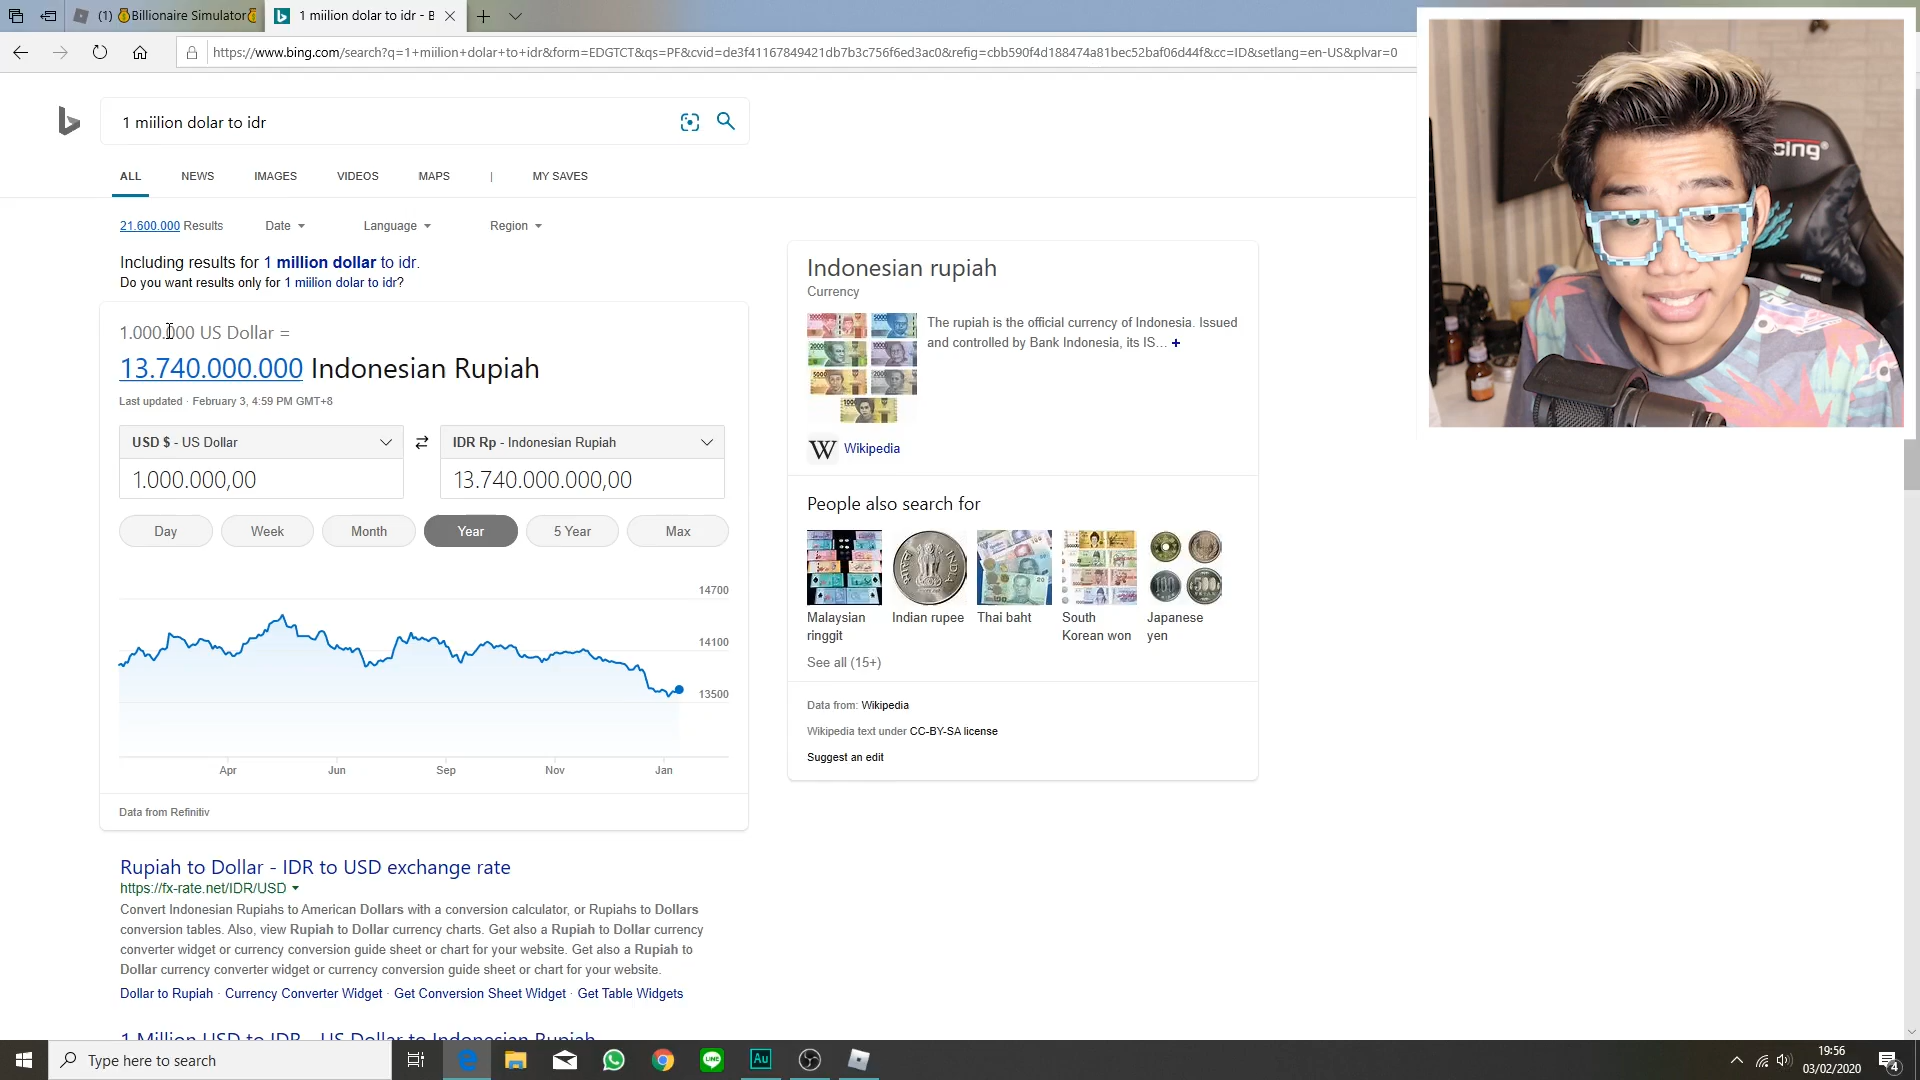 (1) 💰Billionaire Simulator💰
1 miilion dolar to idr - B
https://www.bing.com/search?q=1+miilion+dolar+to+idr&form=EDGTCT&qs=PF&cvid=de3f41167849421db7b3c756f6ed3ac0&refig=cbb590f4d188474a81bec52baf06d44f&cc=ID&setlang=en-US&plvar=0
1 miilion dolar to idr
ALL NEWS IMAGES VIDEOS MAPS | MY SAVES
21.600.000 Results Date Language Region
Including results for 1 million dollar to idr.
Do you want results only for 1 miilion dolar to idr?
1.000.000 US Dollar =
13.740.000.000 Indonesian Rupiah
Last updated · February 3, 4:59 PM GMT+8
USD $ - US Dollar
IDR Rp - Indonesian Rupiah
1.000.000,00
13.740.000.000,00
Day Week Month Year 5 Year Max
14700
14100
13500
Apr Jun Sep Nov Jan
Data from Refinitiv
Rupiah to Dollar - IDR to USD exchange rate
https://fx-rate.net/IDR/USD
Convert Indonesian Rupiahs to American Dollars with a conversion calculator, or Rupiahs to Dollars
conversion tables. Also, view Rupiah to Dollar currency charts. Get also a Rupiah to Dollar currency
converter widget or currency conversion guide sheet or chart for your website. Get also a Rupiah to
Dollar currency converter widget or currency conversion guide sheet or chart for your website.
Dollar to Rupiah · Currency Converter Widget · Get Conversion Sheet Widget · Get Table Widgets
1 Million USD to IDR - US Dollar to Indonesian Rupiah
Indonesian rupiah
Currency
The rupiah is the official currency of Indonesia. Issued
and controlled by Bank Indonesia, its IS... +
W Wikipedia
People also search for
Malaysian
ringgit
Indian rupee
Thai baht
South
Korean won
Japanese
yen
See all (15+)
Data from: Wikipedia
Wikipedia text under CC-BY-SA license
Suggest an edit
cing®
Type here to search
LINE
Au
19:56
03/02/2020
4